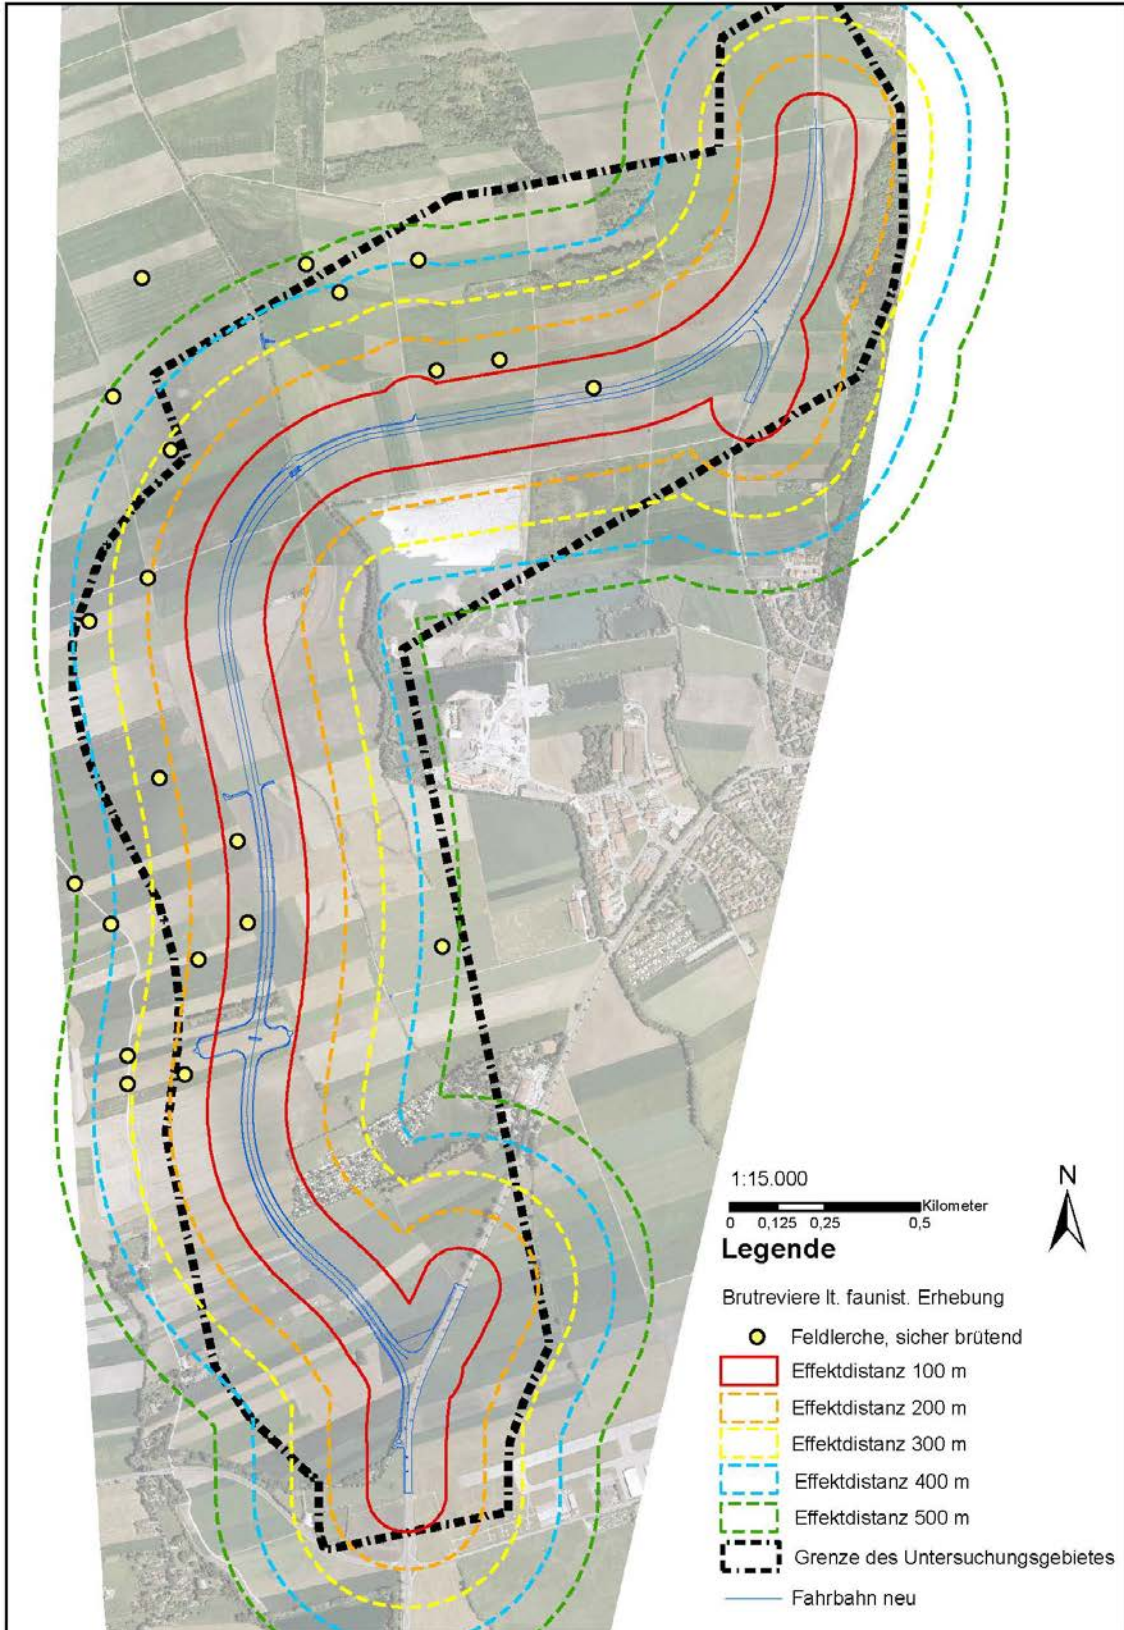 1:15.000
N
Kilometer
0 0,125 0,25 0,5
Legende
Brutreviere lt. faunist. Erhebung
Feldlerche, sicher brütend
Effektdistanz 100 m
Effektdistanz 200 m
Effektdistanz 300 m
Effektdistanz 400 m
Effektdistanz 500 m
Grenze des Untersuchungsgebietes
Fahrbahn neu